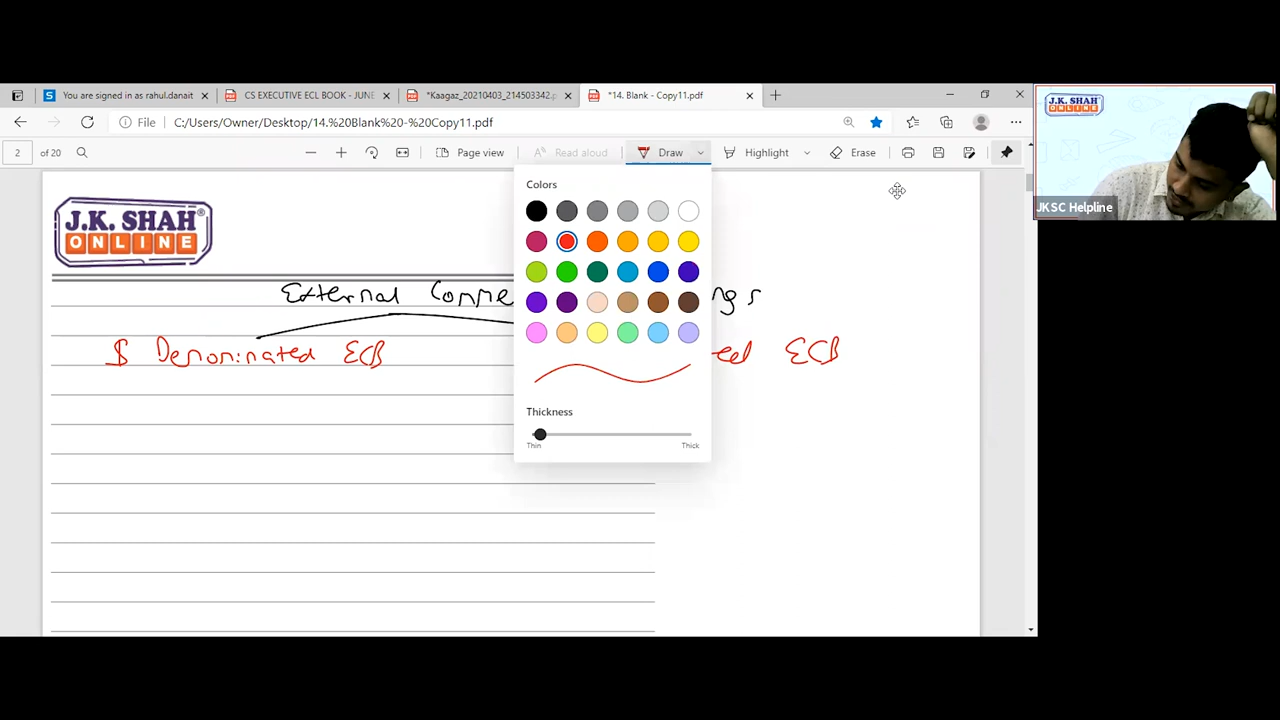 You are signed in as rahul.danait
CS EXECUTIVE ECL BOOK - JUNE
*Kaagaz_20210403_214503342.p
*14. Blank - Copy11.pdf
File C:/Users/Owner/Desktop/14.%20Blank%20-%20Copy11.pdf
2 of 20
Page view
Read aloud
Draw
Highlight
Erase
J.K. SHAH
ONLINE
JKSC Helpline
Colors
J.K. SHAH®
ONLINE
External Comme
ngs
$ Denominated ECB
ed ECB
Thickness
Thin Thick